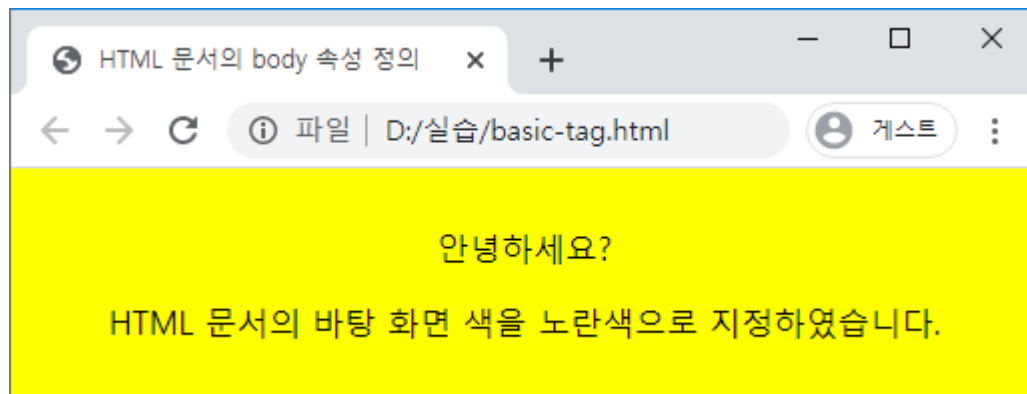 HTML 문서의 body 속성 정의
파일 | D:/실습/basic-tag.html
게스트
안녕하세요?
HTML 문서의 바탕 화면 색을 노란색으로 지정하였습니다.